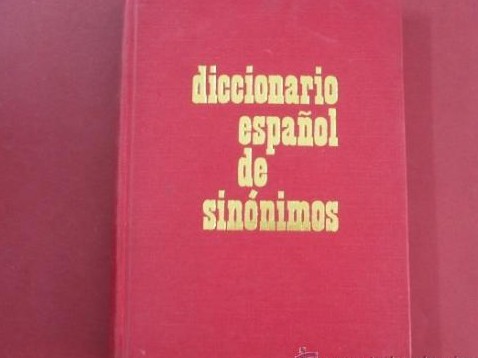 diccionario
español
de
sinónimos